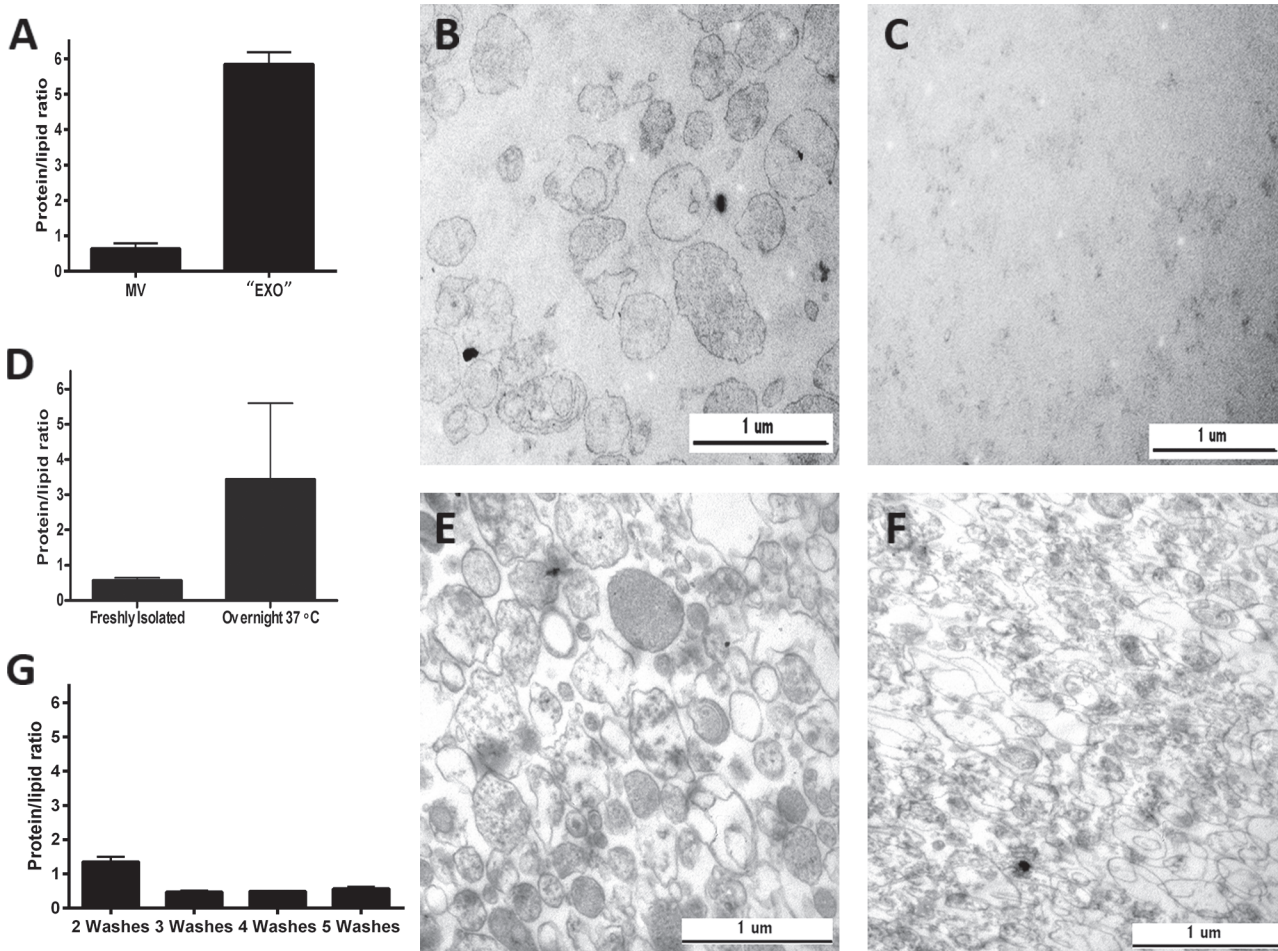 A
Protein/lipid ratio
6
5
4
3
2
1
0
MV
“EXO”
B
1 um
C
1 um
D
Protein/lipid ratio
6
5
4
3
2
1
0
Freshly Isolated
Overnight 37 °C
E
1 um
F
1 um
G
Protein/lipid ratio
6
5
4
3
2
1
0
2 Washes 3 Washes 4 Washes 5 Washes